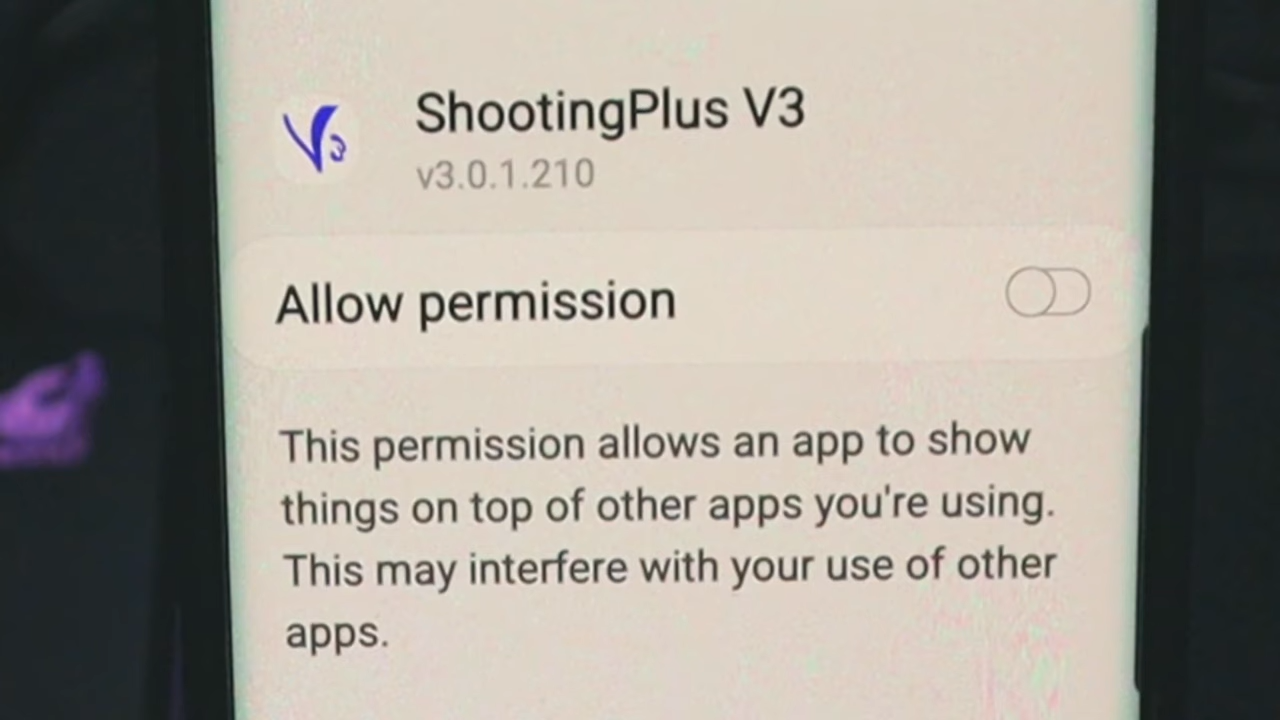 V3
ShootingPlus V3
v3.0.1.210
Allow permission
This permission allows an app to show
things on top of other apps you're using.
This may interfere with your use of other
apps.